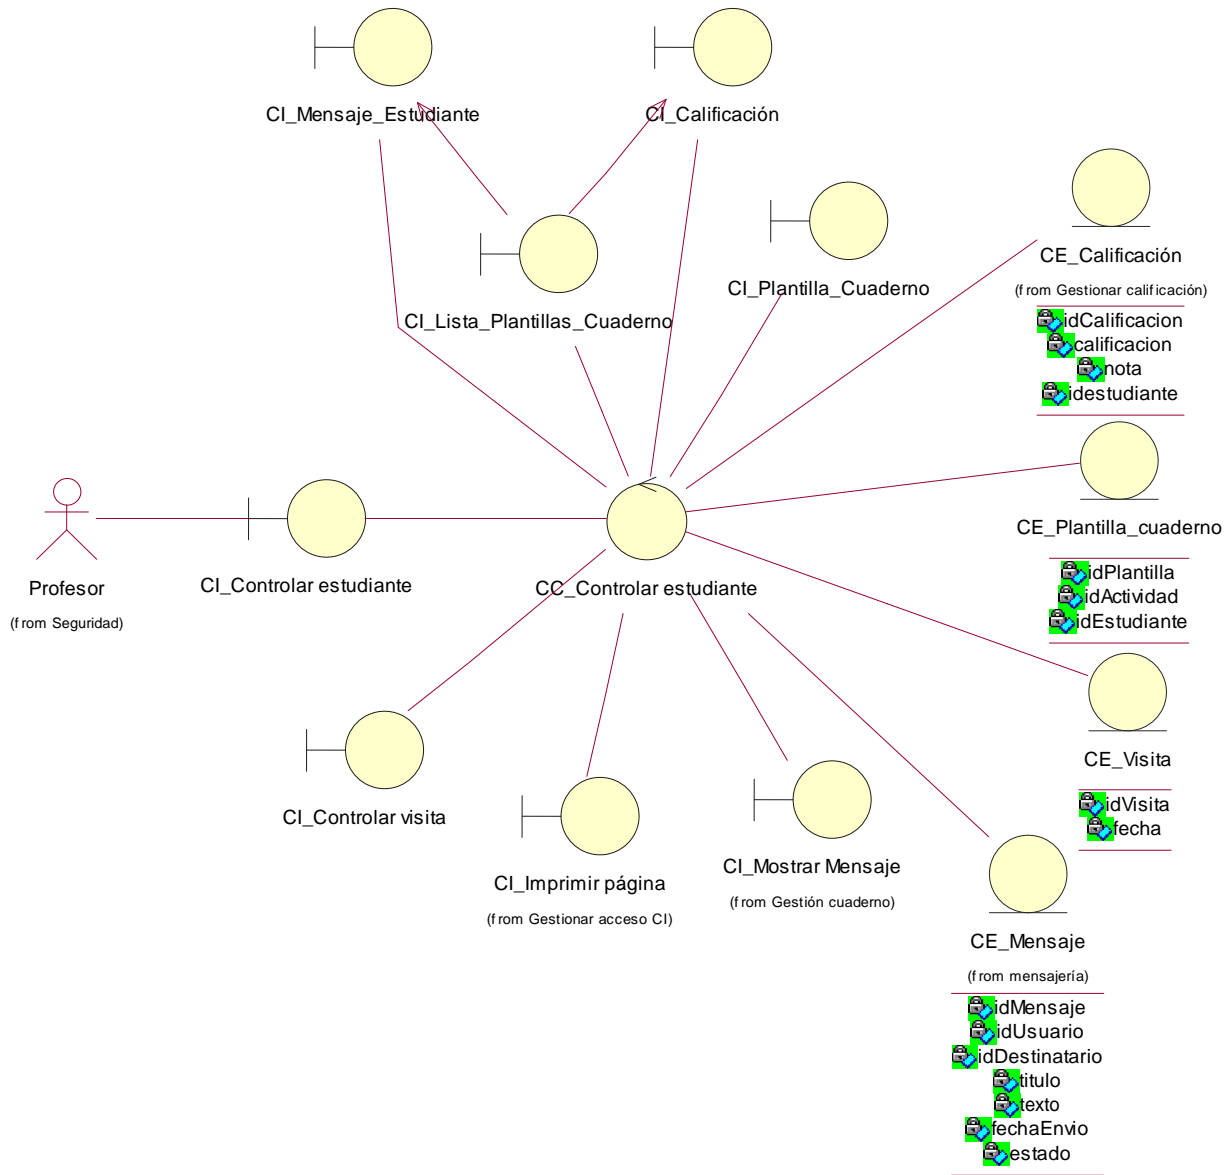 CI_Mensaje_Estudiante
CI_Calificación
CE_Calificación
(from Gestionar calificación)
idCalificacion
calificacion
nota
idestudiante
CI_Plantilla_Cuaderno
CI_Lista_Plantillas_Cuaderno
CE_Plantilla_cuaderno
idPlantilla
idActividad
idEstudiante
Profesor
(from Seguridad)
CI_Controlar estudiante
CC_Controlar estudiante
CE_Visita
idVisita
fecha
CI_Controlar visita
CI_Imprimir página
(from Gestionar acceso CI)
CI_Mostrar Mensaje
(from Gestión cuaderno)
CE_Mensaje
(from mensajería)
idMensaje
idUsuario
idDestinatario
titulo
texto
fechaEnvio
estado